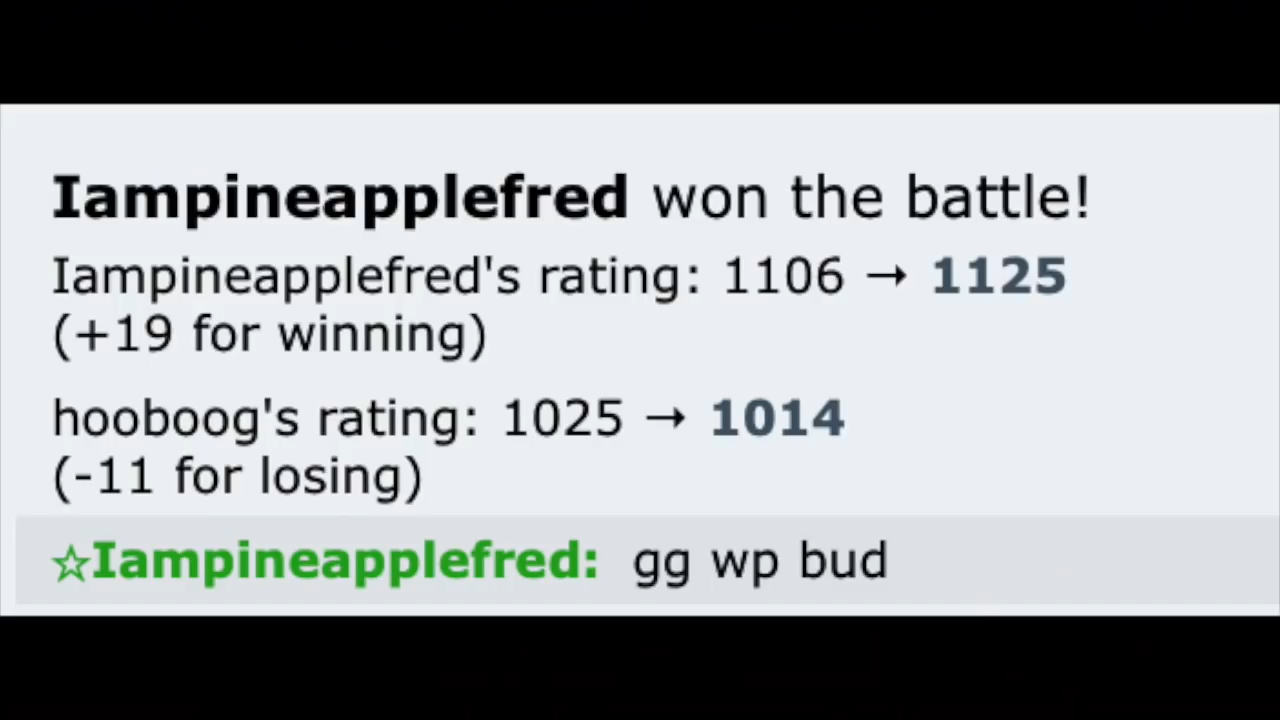 Iampineapplefred won the battle!
Iampineapplefred's rating: 1106 → 1125
(+19 for winning)
hooboog's rating: 1025 → 1014
(-11 for losing)
☆Iampineapplefred: gg wp bud